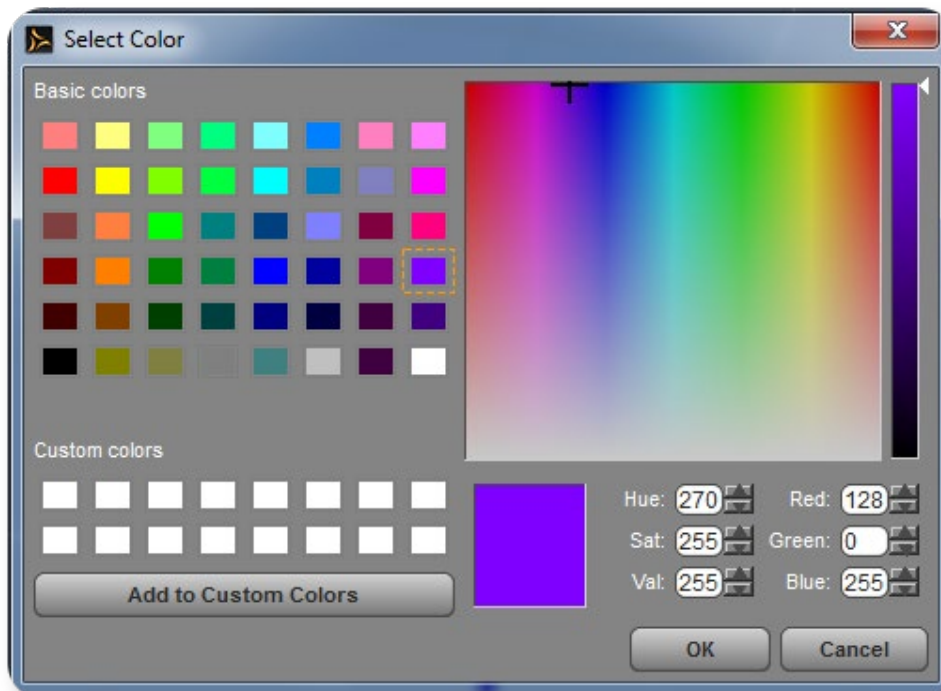 Select Color
Basic colors
Custom colors
Add to Custom Colors
Hue: 270 Red: 128
Sat: 255 Green: 0
Val: 255 Blue: 255
OK Cancel